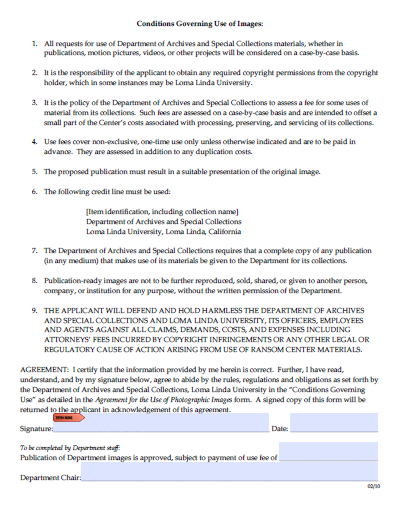 Conditions Governing Use of Images:
1. All requests for use of Department of Archives and Special Collections materials, whether in
publications, motion pictures, videos, or other projects will be considered on a case-by-case basis.
2. It is the responsibility of the applicant to obtain any required copyright permissions from the copyright
holder, which in some instances may be Loma Linda University.
3. It is the policy of the Department of Archives and Special Collections to assess a fee for some uses of
material from its collections. Such fees are assessed on a case-by-case basis and are intended to offset a
small part of the Center's costs associated with processing, preserving, and servicing of its collections.
4. Use fees cover non-exclusive, one-time use only unless otherwise indicated and are to be paid in
advance. They are assessed in addition to any duplication costs.
5. The proposed publication must result in a suitable presentation of the original image.
6. The following credit line must be used:
[Item identification, including collection name]
Department of Archives and Special Collections
Loma Linda University, Loma Linda, California
7. The Department of Archives and Special Collections requires that a complete copy of any publication
(in any medium) that makes use of its materials be given to the Department for its collections.
8. Publication-ready images are not to be further reproduced, sold, shared, or given to another person,
company, or institution for any purpose, without the written permission of the Department.
9. THE APPLICANT WILL DEFEND AND HOLD HARMLESS THE DEPARTMENT OF ARCHIVES
AND SPECIAL COLLECTIONS AND LOMA LINDA UNIVERSITY, ITS OFFICERS, EMPLOYEES
AND AGENTS AGAINST ALL CLAIMS, DEMANDS, COSTS, AND EXPENSES INCLUDING
ATTORNEYS' FEES INCURRED BY COPYRIGHT INFRINGEMENTS OR ANY OTHER LEGAL OR
REGULATORY CAUSE OF ACTION ARISING FROM USE OF RANSOM CENTER MATERIALS.
AGREEMENT: I certify that the information provided by me herein is correct. Further, I have read,
understand, and by my signature below, agree to abide by the rules, regulations and obligations as set forth by
the Department of Archives and Special Collections, Loma Linda University in the "Conditions Governing
Use" as detailed in the Agreement for the Use of Photographic Images form. A signed copy of this form will be
returned to the applicant in acknowledgement of this agreement.
Signature: Date:
To be completed by Department staff:
Publication of Department images is approved, subject to payment of use fee of
Department Chair:
02/10